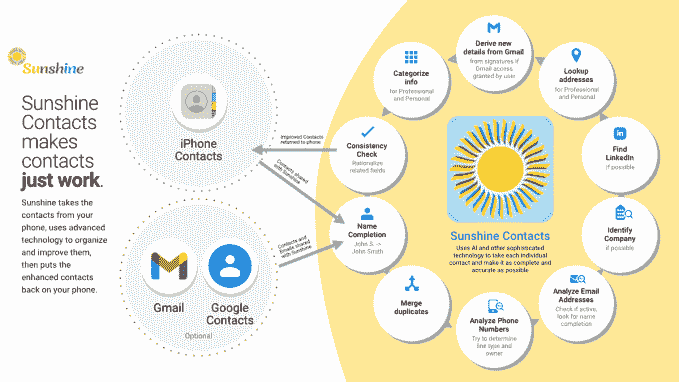 Sunshine
Sunshine
Contacts
makes
contacts
just work.
Sunshine takes the
contacts from your
phone, uses advanced
technology to organize
and improve them,
then puts the
enhanced contacts
back on your phone.
iPhone
Contacts
Gmail
Google
Contacts
Optional
Improved Contacts
returned to phone
Contacts shared
with Sunshine
Contacts and
Emails shared
with Sunshine
Derive new
details from Gmail
from signatures if
Gmail access
granted by user
Lookup
addresses
for Professional
and Personal
Find
LinkedIn
if possible
Identify
Company
if possible
Analyze Email
Addresses
Check if active,
look for name
completion
Analyze Phone
Numbers
Try to determine
line type and
owner
Merge
duplicates
Name
Completion
John S. ->
John Smith
Consistency
Check
Rationalize
related fields
Categorize
info
for Professional
and Personal
Sunshine Contacts
Uses AI and other sophisticated
technology to take each individual
contact and make it as complete and
accurate as possible